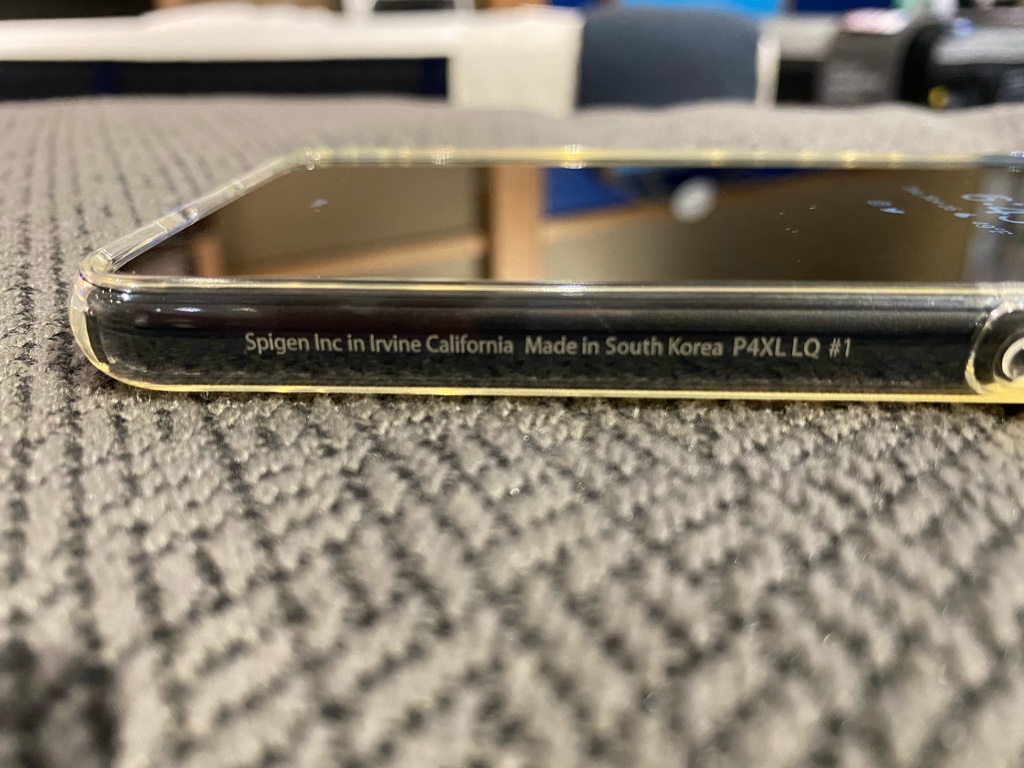 Spigen Inc in Irvine California Made in South Korea P4XL LQ #1